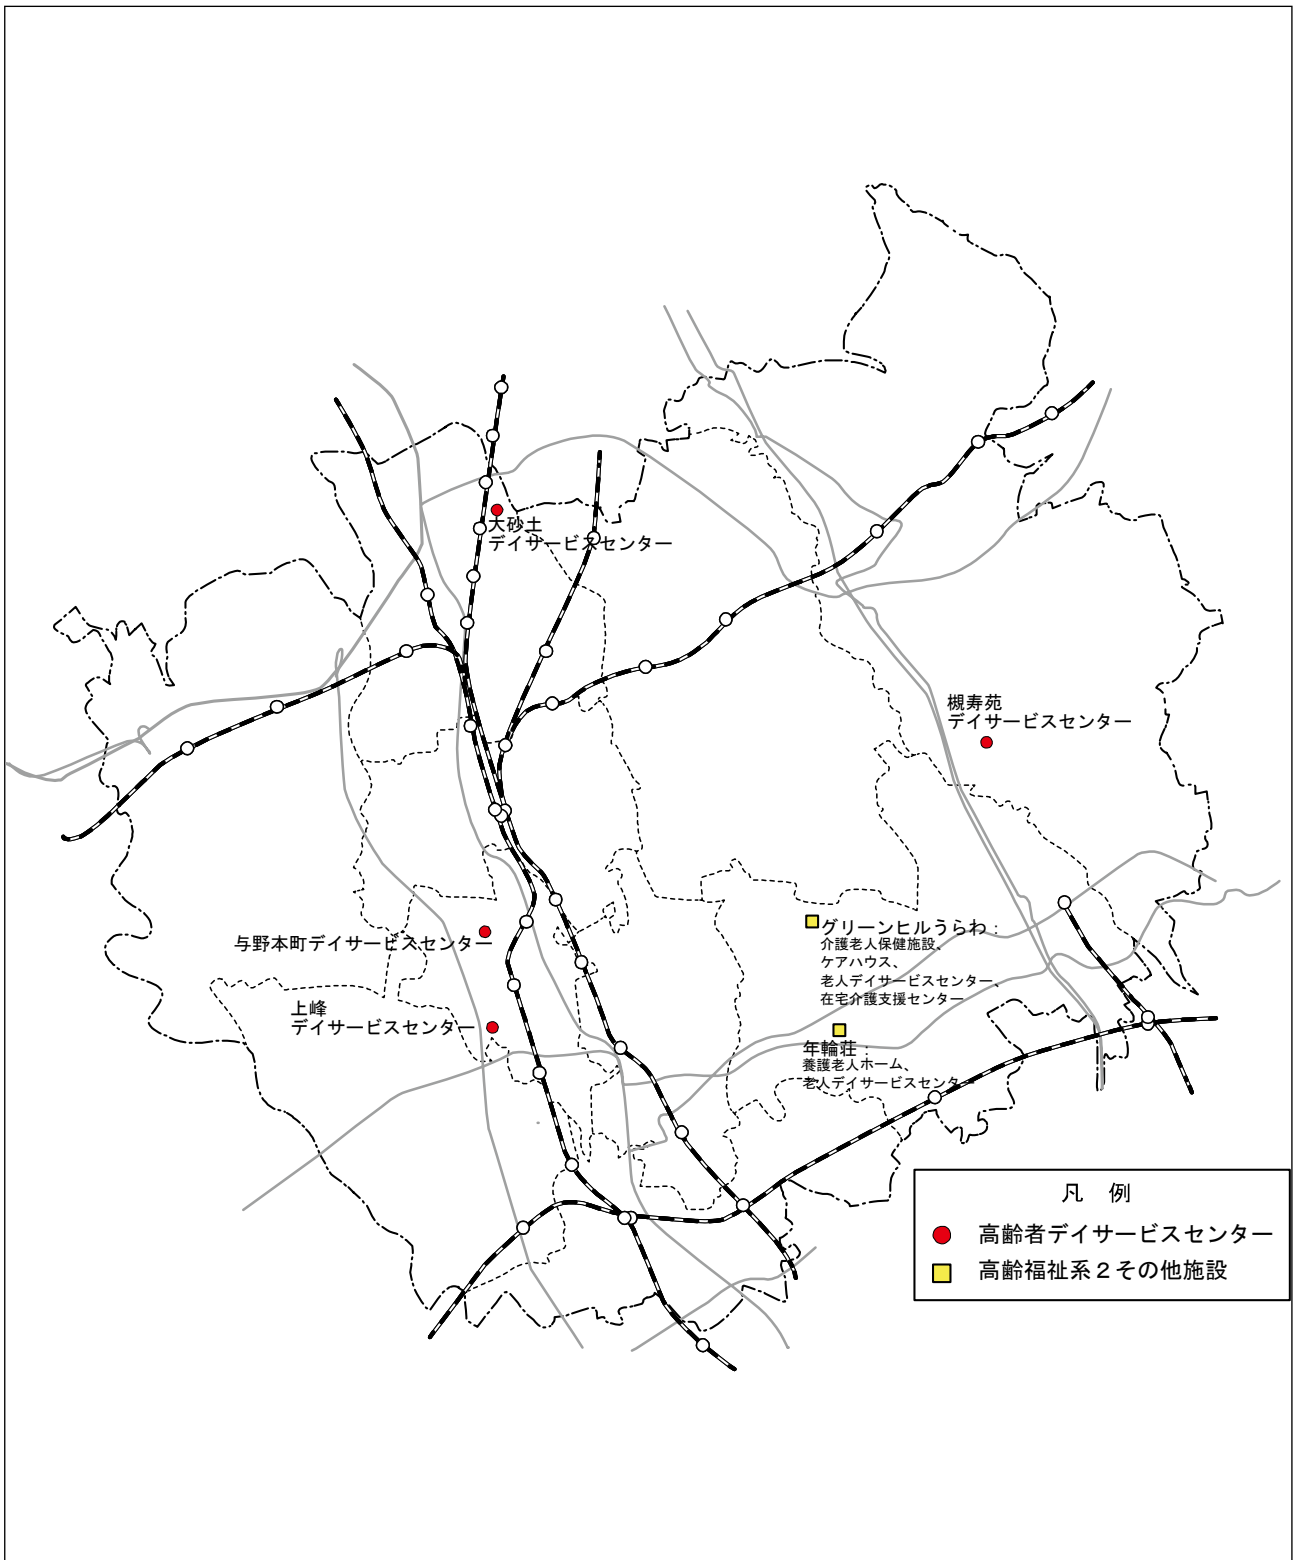 大砂土
デイサービスセンター
槻寿苑
デイサービスセンター
与野本町デイサービスセンター
グリーンヒルうらわ：
介護老人保健施設、
ケアハウス、
老人デイサービスセンター、
在宅介護支援センター
上峰
デイサービスセンター
年輪荘：
養護老人ホーム、
老人デイサービスセンター
凡 例
高齢者デイサービスセンター
高齢福祉系２その他施設